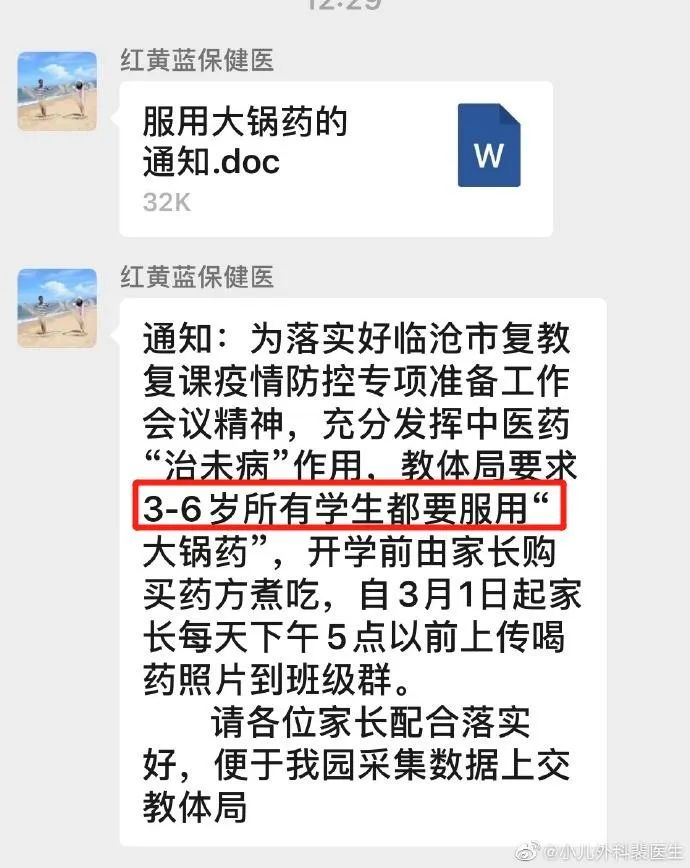 12:29
红黄蓝保健医
服用大锅药的
通知.doc
W
32K
红黄蓝保健医
通知：为落实好临沧市复教
复课疫情防控专项准备工作
会议精神，充分发挥中医药
“治未病”作用，教体局要求
3-6岁所有学生都要服用“
大锅药”，开学前由家长购
买药方煮吃，自3月1日起家
长每天下午5点以前上传喝
药照片到班级群。
请各位家长配合落实
好，便于我园采集数据上交
教体局
@小儿外科裴医生